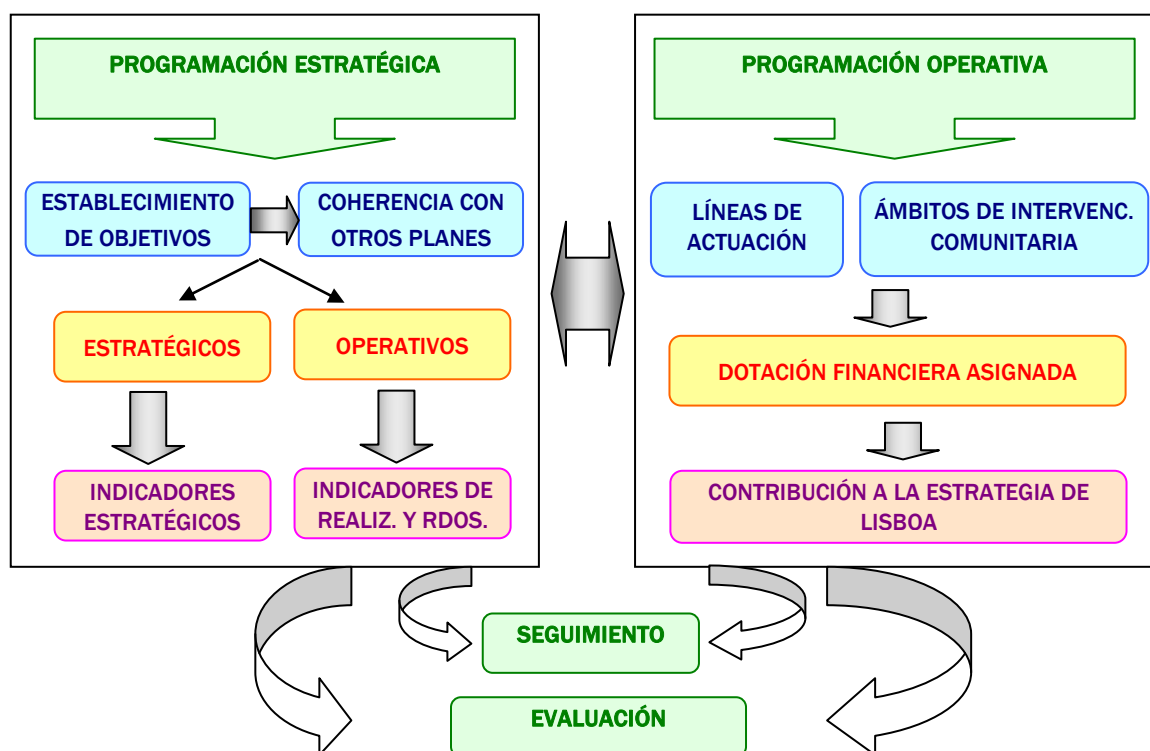 PROGRAMACIÓN ESTRATÉGICA
ESTABLECIMIENTO
DE OBJETIVOS
COHERENCIA CON
OTROS PLANES
ESTRATÉGICOS
OPERATIVOS
INDICADORES
ESTRATÉGICOS
INDICADORES DE
REALIZ. Y RDOS.
PROGRAMACIÓN OPERATIVA
LÍNEAS DE
ACTUACIÓN
ÁMBITOS DE INTERVENC.
COMUNITARIA
DOTACIÓN FINANCIERA ASIGNADA
CONTRIBUCIÓN A LA ESTRATEGIA DE
LISBOA
SEGUIMIENTO
EVALUACIÓN